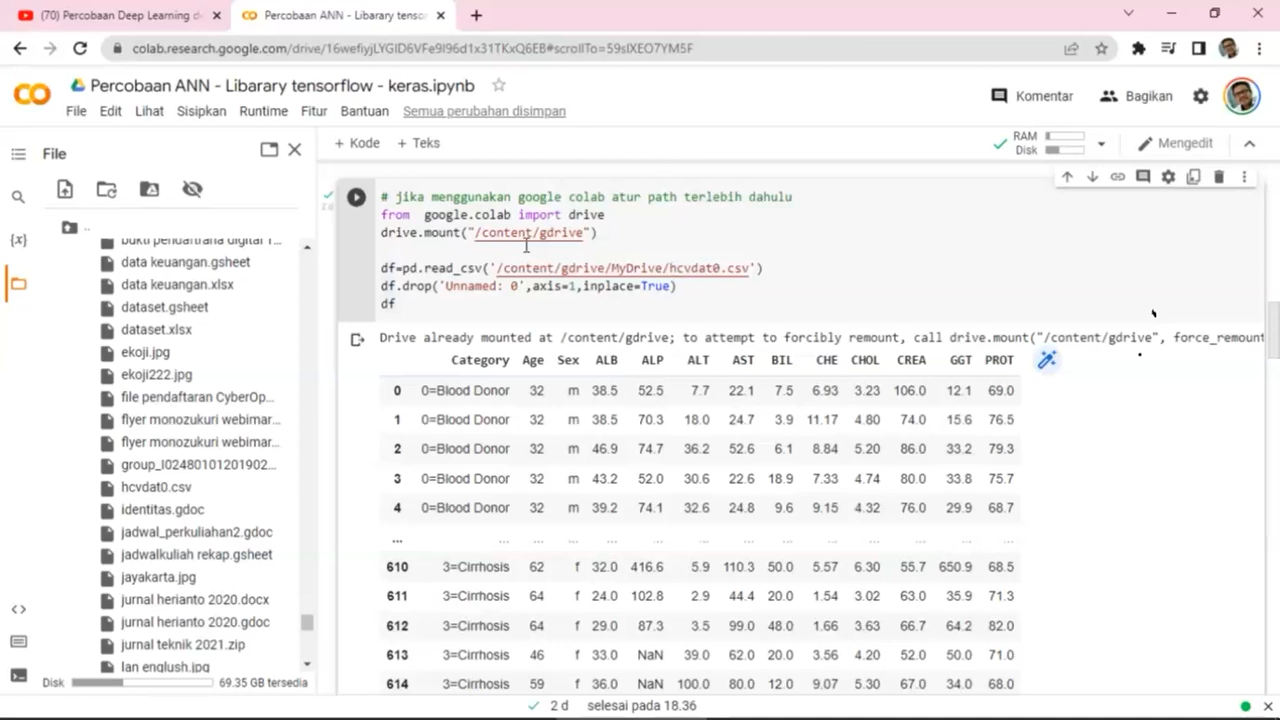 (70) Percobaan Deep Learning de
Percobaan ANN - Libarary tensor
colab.research.google.com/drive/16wefiyjLYGID6VFe9I96d1x31TKxQ6EB#scrollTo=59slXEO7YM5F
Percobaan ANN - Libarary tensorflow - keras.ipynb
File Edit Lihat Sisipkan Runtime Fitur Bantuan Semua perubahan disimpan
Komentar
Bagikan
File
+ Kode + Teks
RAM
Disk
Mengedit
..
data keuangan.gsheet
data keuangan.xlsx
dataset.gsheet
dataset.xlsx
ekoji.jpg
ekoji222.jpg
file pendaftaran CyberOp...
flyer monozukuri webimar...
flyer monozukuri webimar...
group_I02480101201902...
hcvdat0.csv
identitas.gdoc
jadwal_perkuliahan2.gdoc
jadwalkuliah rekap.gsheet
jayakarta.jpg
jurnal herianto 2020.docx
jurnal herianto 2020.gdoc
jurnal teknik 2021.zip
lan englush.jpg
Disk 69.35 GB tersedia
# jika menggunakan google colab atur path terlebih dahulu
from google.colab import drive
drive.mount("/content/gdrive")
df=pd.read_csv('/content/gdrive/MyDrive/hcvdat0.csv')
df.drop('Unnamed: 0',axis=1,inplace=True)
df
Drive already mounted at /content/gdrive; to attempt to forcibly remount, call drive.mount("/content/gdrive", force_remount
Category Age Sex ALB ALP ALT AST BIL CHE CHOL CREA GGT PROT
0 0=Blood Donor 32 m 38.5 52.5 7.7 22.1 7.5 6.93 3.23 106.0 12.1 69.0
1 0=Blood Donor 32 m 38.5 70.3 18.0 24.7 3.9 11.17 4.80 74.0 15.6 76.5
2 0=Blood Donor 32 m 46.9 74.7 36.2 52.6 6.1 8.84 5.20 86.0 33.2 79.3
3 0=Blood Donor 32 m 43.2 52.0 30.6 22.6 18.9 7.33 4.74 80.0 33.8 75.7
4 0=Blood Donor 32 m 39.2 74.1 32.6 24.8 9.6 9.15 4.32 76.0 29.9 68.7
... ... ... ... ... ... ... ... ... ... ... ... ... ...
610 3=Cirrhosis 62 f 32.0 416.6 5.9 110.3 50.0 5.57 6.30 55.7 650.9 68.5
611 3=Cirrhosis 64 f 24.0 102.8 2.9 44.4 20.0 1.54 3.02 63.0 35.9 71.3
612 3=Cirrhosis 64 f 29.0 87.3 3.5 99.0 48.0 1.66 3.63 66.7 64.2 82.0
613 3=Cirrhosis 46 f 33.0 NaN 39.0 62.0 20.0 3.56 4.20 52.0 50.0 71.0
614 3=Cirrhosis 59 f 36.0 NaN 100.0 80.0 12.0 9.07 5.30 67.0 34.0 68.0
2 d selesai pada 18.36